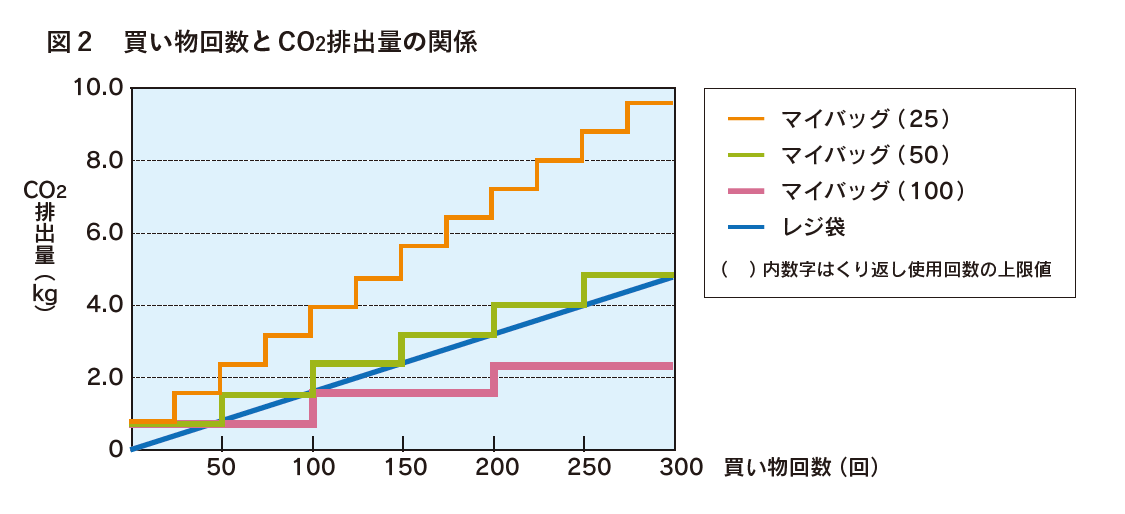 図2 買い物回数とCO2排出量の関係
10.0
8.0
6.0
4.0
2.0
0
CO2排出量(kg)
50
100
150
200
250
300
買い物回数(回)
マイバッグ(25)
マイバッグ(50)
マイバッグ(100)
レジ袋
( )内数字はくり返し使用回数の上限値